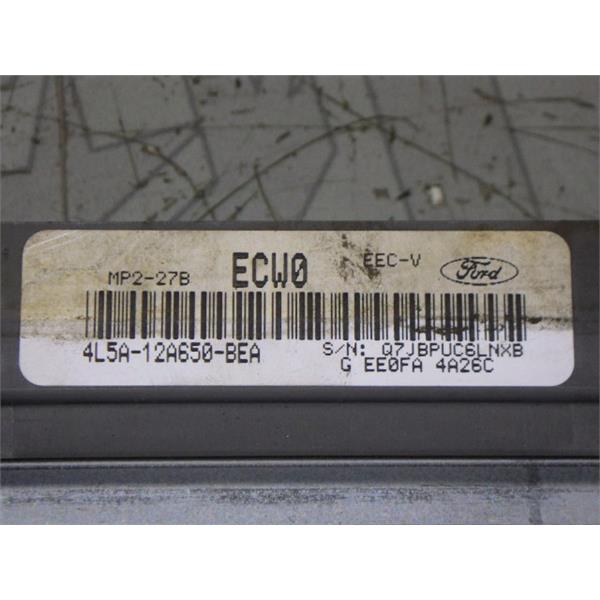 MP2-27B ECW0 EEC-V Ford
4L5A-12A650-BEA S/N: Q7JBPUC6LNXB
G EE0FA 4A26C